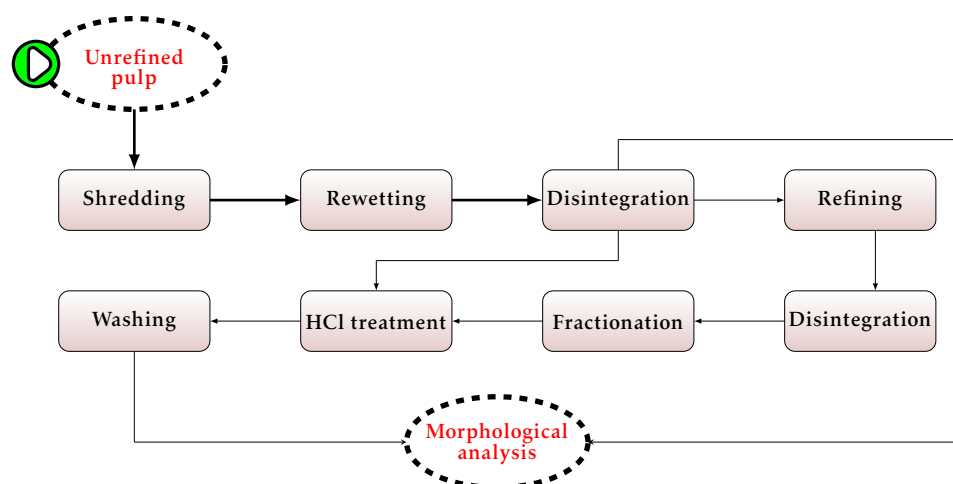 Unrefined
pulp
Shredding
Rewetting
Disintegration
Refining
Washing
HCl treatment
Fractionation
Disintegration
Morphological
analysis